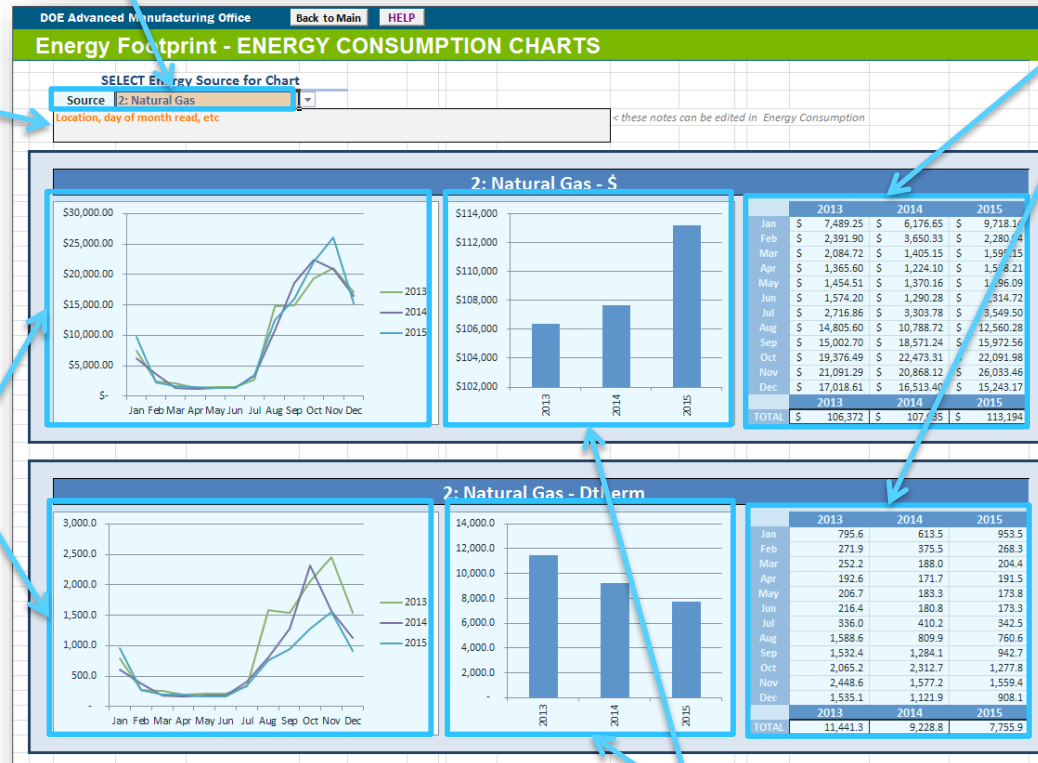 DOE Advanced Manufacturing Office Back to Main HELP
Energy Footprint - ENERGY CONSUMPTION CHARTS
SELECT Energy Source for Chart
Source 2: Natural Gas
Location, day of month read, etc
< these notes can be edited in Energy Consumption
2: Natural Gas - $
$30,000.00
$25,000.00
$20,000.00
$15,000.00
$10,000.00
$5,000.00
$-
Jan Feb Mar Apr May Jun Jul Aug Sep Oct Nov Dec
2013
2014
2015
$114,000
$112,000
$110,000
$108,000
$106,000
$104,000
$102,000
2013 2014 2015
2013 2014 2015
Jan $ 7,489.25 $ 6,176.65 $ 9,718.14
Feb $ 2,391.90 $ 3,650.33 $
Mar $ 2,084.72 $ 1,405.15 $
Apr $ 1,365.60 $ 1,224.10 $
May $ 1,454.51 $ 1,370.16 $
Jun $ 1,574.20 $ 1,290.28 $
Jul $ 2,716.86 $ 3,303.78 $ 3,549.50
Aug $ 14,805.60 $ 10,788.72 $ 12,560.28
Sep $ 15,002.70 $ 18,571.24 $ 15,972.56
Oct $ 19,376.49 $ 22,473.31 $ 22,091.98
Nov $ 21,091.29 $ 20,868.12 $ 26,033.46
Dec $ 17,018.61 $ 16,513.40 $ 15,243.17
2013 2014 2015
TOTAL $ 106,372 $ 107,635 $ 113,194
2: Natural Gas - Dtherm
3,000.0
2,500.0
2,000.0
1,500.0
1,000.0
500.0
-
Jan Feb Mar Apr May Jun Jul Aug Sep Oct Nov Dec
2013
2014
2015
14,000.0
12,000.0
10,000.0
8,000.0
6,000.0
4,000.0
2,000.0
-
2013 2014 2015
2013 2014 2015
Jan 795.6 613.5 953.5
Feb 271.9 375.5 268.3
Mar 252.2 188.0 204.4
Apr 192.6 171.7 191.5
May 206.7 183.3 173.8
Jun 216.4 180.8 173.3
Jul 336.0 410.2 342.5
Aug 1,588.6 809.9 760.6
Sep 1,532.4 1,284.1 942.7
Oct 2,065.2 2,312.7 1,277.8
Nov 2,448.6 1,577.2 1,559.4
Dec 1,535.1 1,121.9 908.1
2013 2014 2015
TOTAL 11,441.3 9,228.8 7,755.9